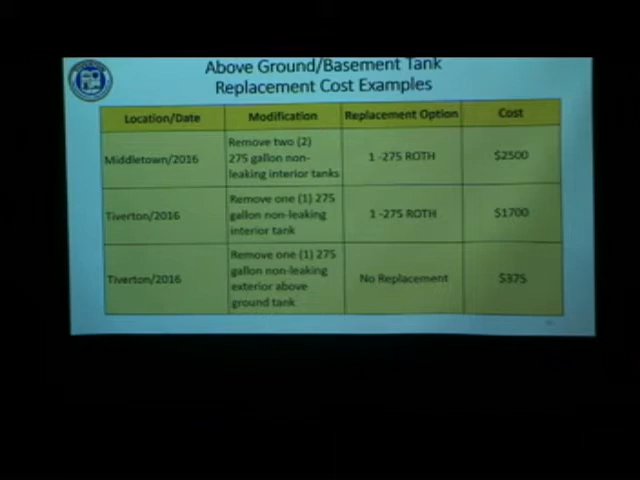 Above Ground/Basement Tank
Replacement Cost Examples
Location/Date
Modification
Replacement Option
Cost
Middletown/2016
Remove two (2)
275 gallon non-
leaking interior tanks
1 -275 ROTH
$2500
Tiverton/2016
Remove one (1) 275
gallon non-leaking
interior tank
1 -275 ROTH
$1700
Tiverton/2016
Remove one (1) 275
gallon non-leaking
exterior above
ground tank
No Replacement
$375